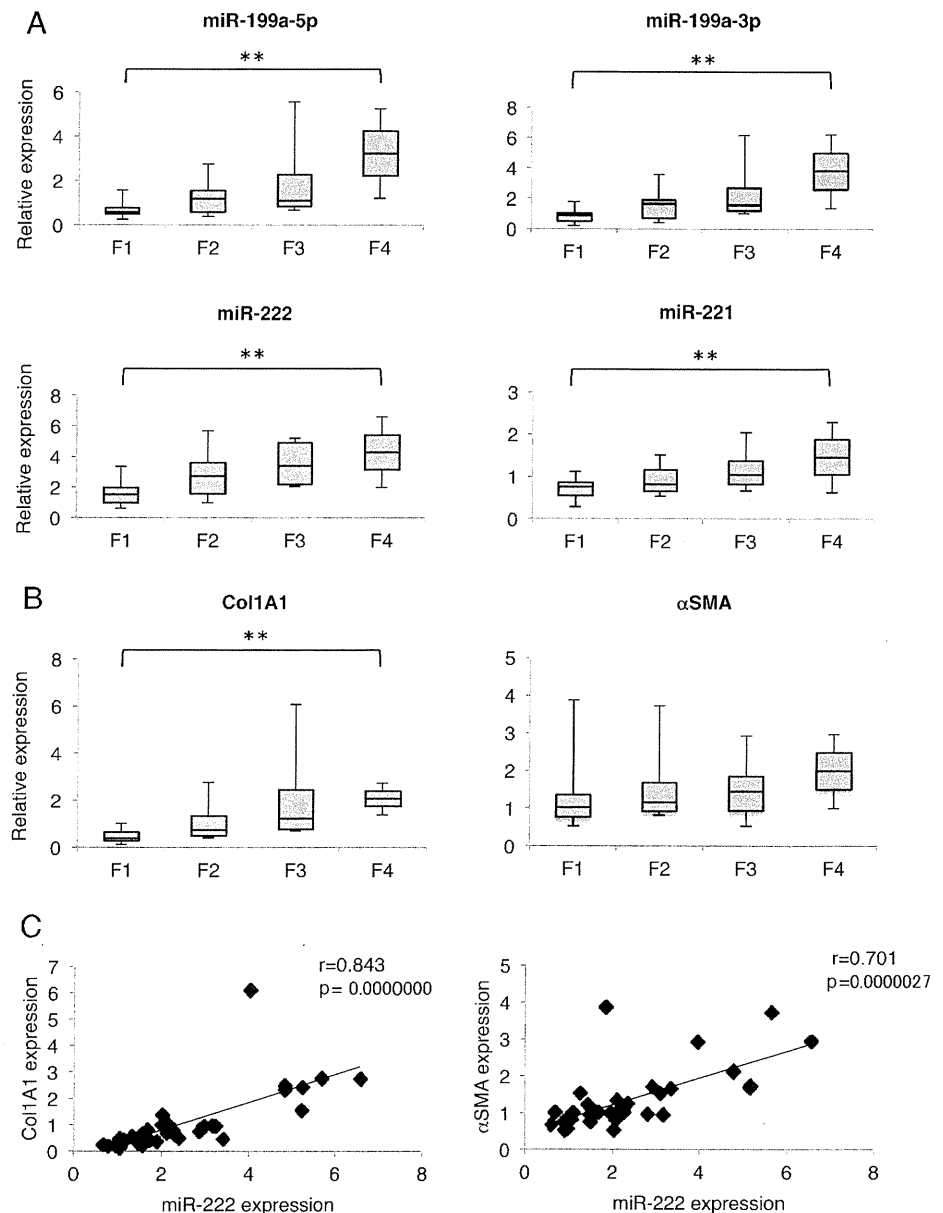 A
miR-199a-5p
miR-199a-3p
**
**
Relative expression
6
4
2
0
F1 F2 F3 F4
8
6
4
2
0
F1 F2 F3 F4
miR-222
miR-221
**
**
Relative expression
8
6
4
2
0
F1 F2 F3 F4
3
2
1
0
F1 F2 F3 F4
B
Col1A1
αSMA
**
Relative expression
8
6
4
2
0
F1 F2 F3 F4
5
4
3
2
1
0
F1 F2 F3 F4
C
Col1A1 expression
7
6
5
4
3
2
1
0
r=0.843
p= 0.0000000
0 2 4 6 8
miR-222 expression
αSMA expression
5
4
3
2
1
0
r=0.701
p=0.0000027
0 2 4 6 8
miR-222 expression